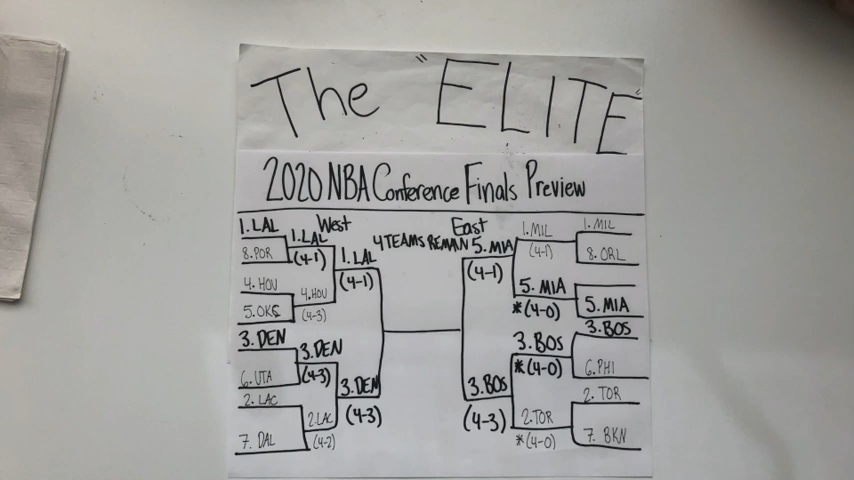 The "ELITE"
2020 NBA Conference Finals Preview
West
East
4 TEAMS REMAIN
1. LAL
8. POR
4. HOU
5. OKC
3. DEN
6. UTA
2. LAC
7. DAL
1. LAL
(4-1)
4. HOU
(4-3)
3. DEN
(4-3)
2. LAC
(4-2)
1. LAL
(4-1)
3. DEN
(4-3)
5. MIA
(4-1)
3. BOS
(4-3)
1. MIL
(4-1)
5. MIA
*(4-0)
3. BOS
*(4-0)
2. TOR
*(4-0)
1. MIL
8. ORL
5. MIA
3. BOS
6. PHI
2. TOR
7. BKN